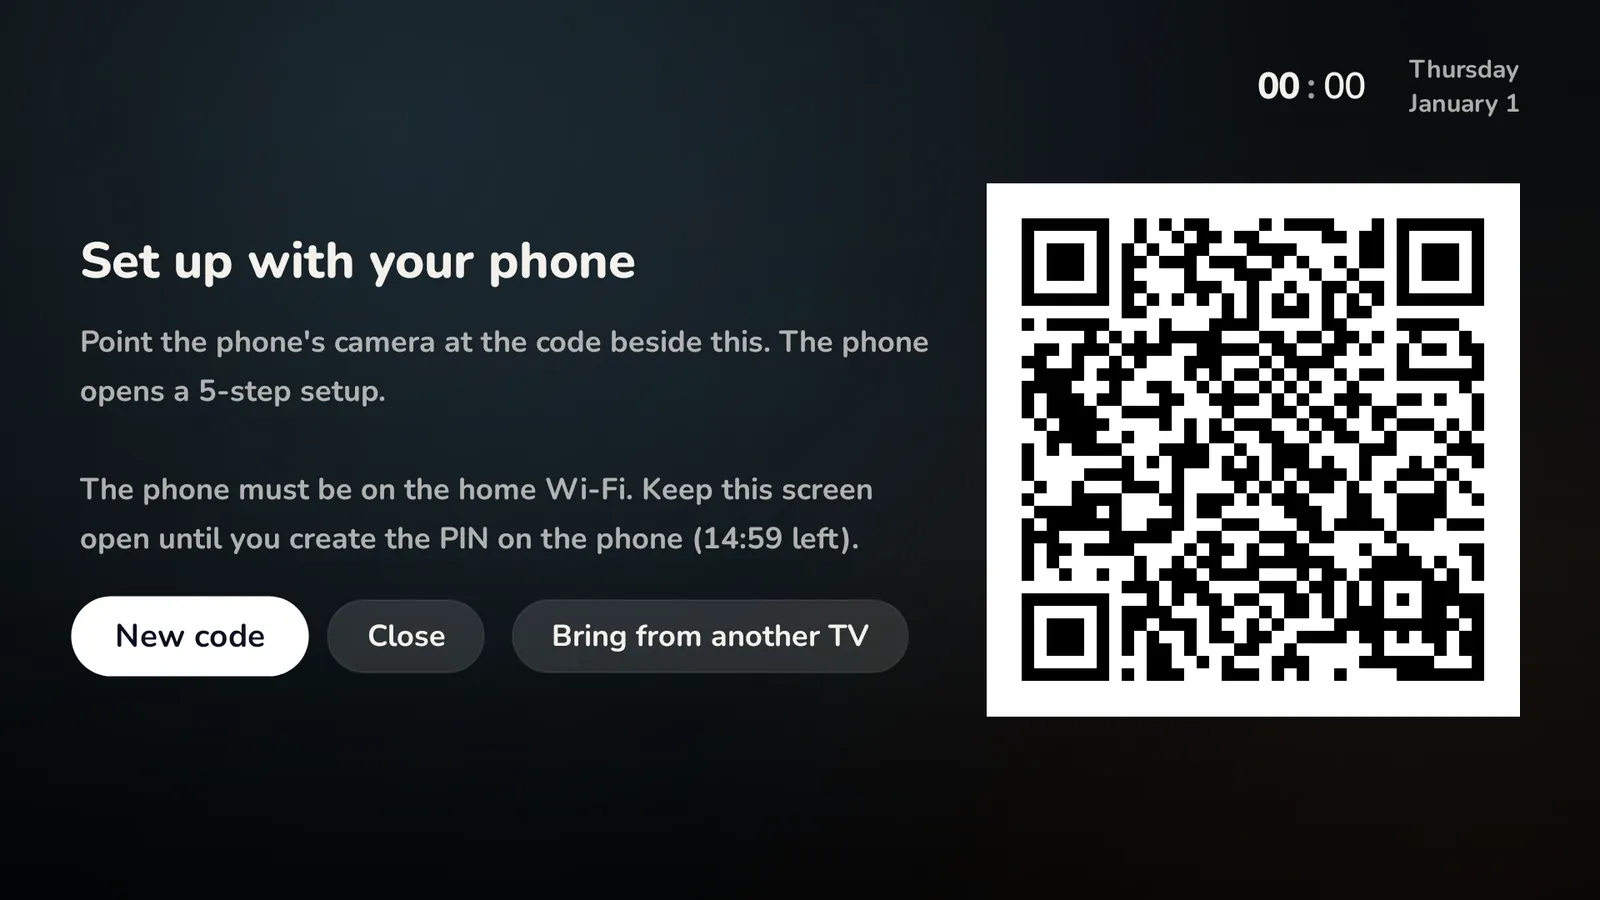 00 : 00
Thursday
January 1
Set up with your phone
Point the phone's camera at the code beside this. The phone
opens a 5-step setup.
The phone must be on the home Wi-Fi. Keep this screen
open until you create the PIN on the phone (14:59 left).
New code
Close
Bring from another TV